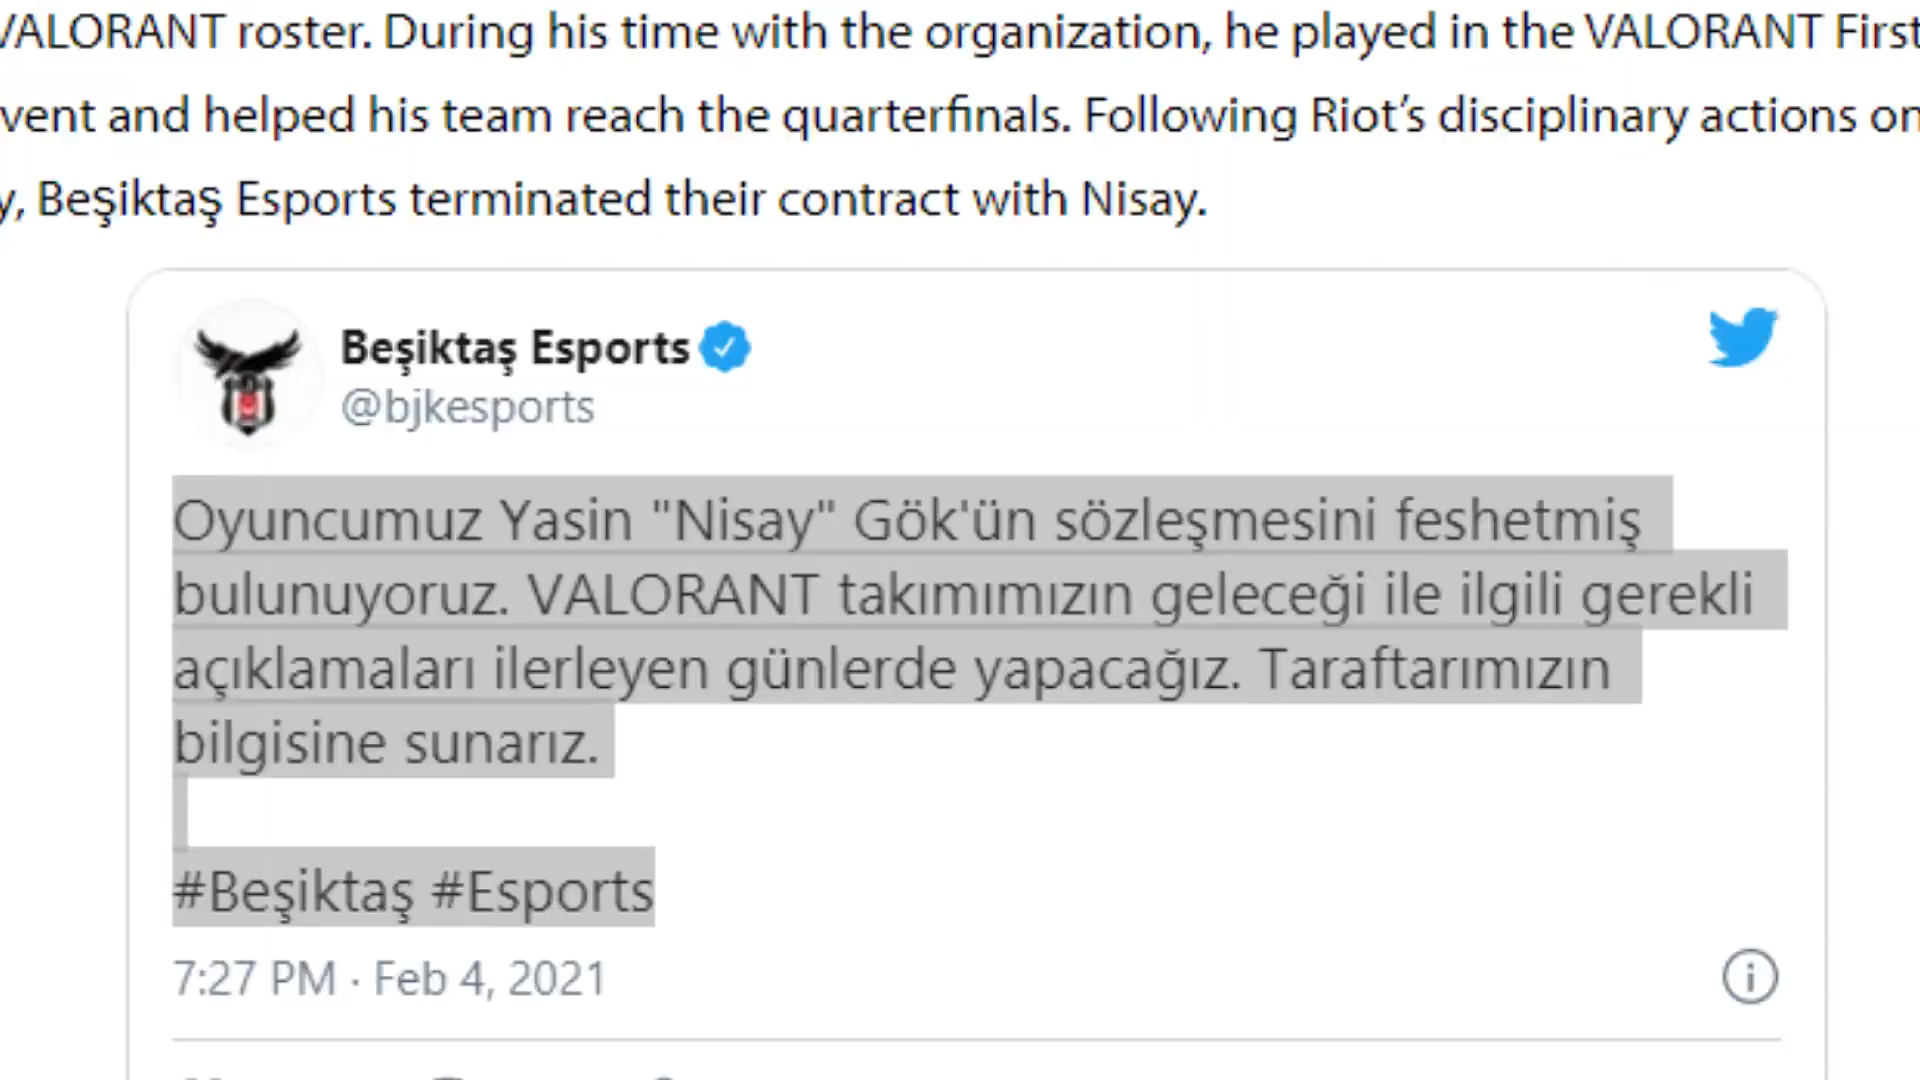 VALORANT roster. During his time with the organization, he played in the VALORANT First
vent and helped his team reach the quarterfinals. Following Riot’s disciplinary actions on
y, Beşiktaş Esports terminated their contract with Nisay.
Beşiktaş Esports
@bjkesports
Oyuncumuz Yasin "Nisay" Gök'ün sözleşmesini feshetmiş
bulunuyoruz. VALORANT takımımızın geleceği ile ilgili gerekli
açıklamaları ilerleyen günlerde yapacağız. Taraftarımızın
bilgisine sunarız.
#Beşiktaş #Esports
7:27 PM · Feb 4, 2021